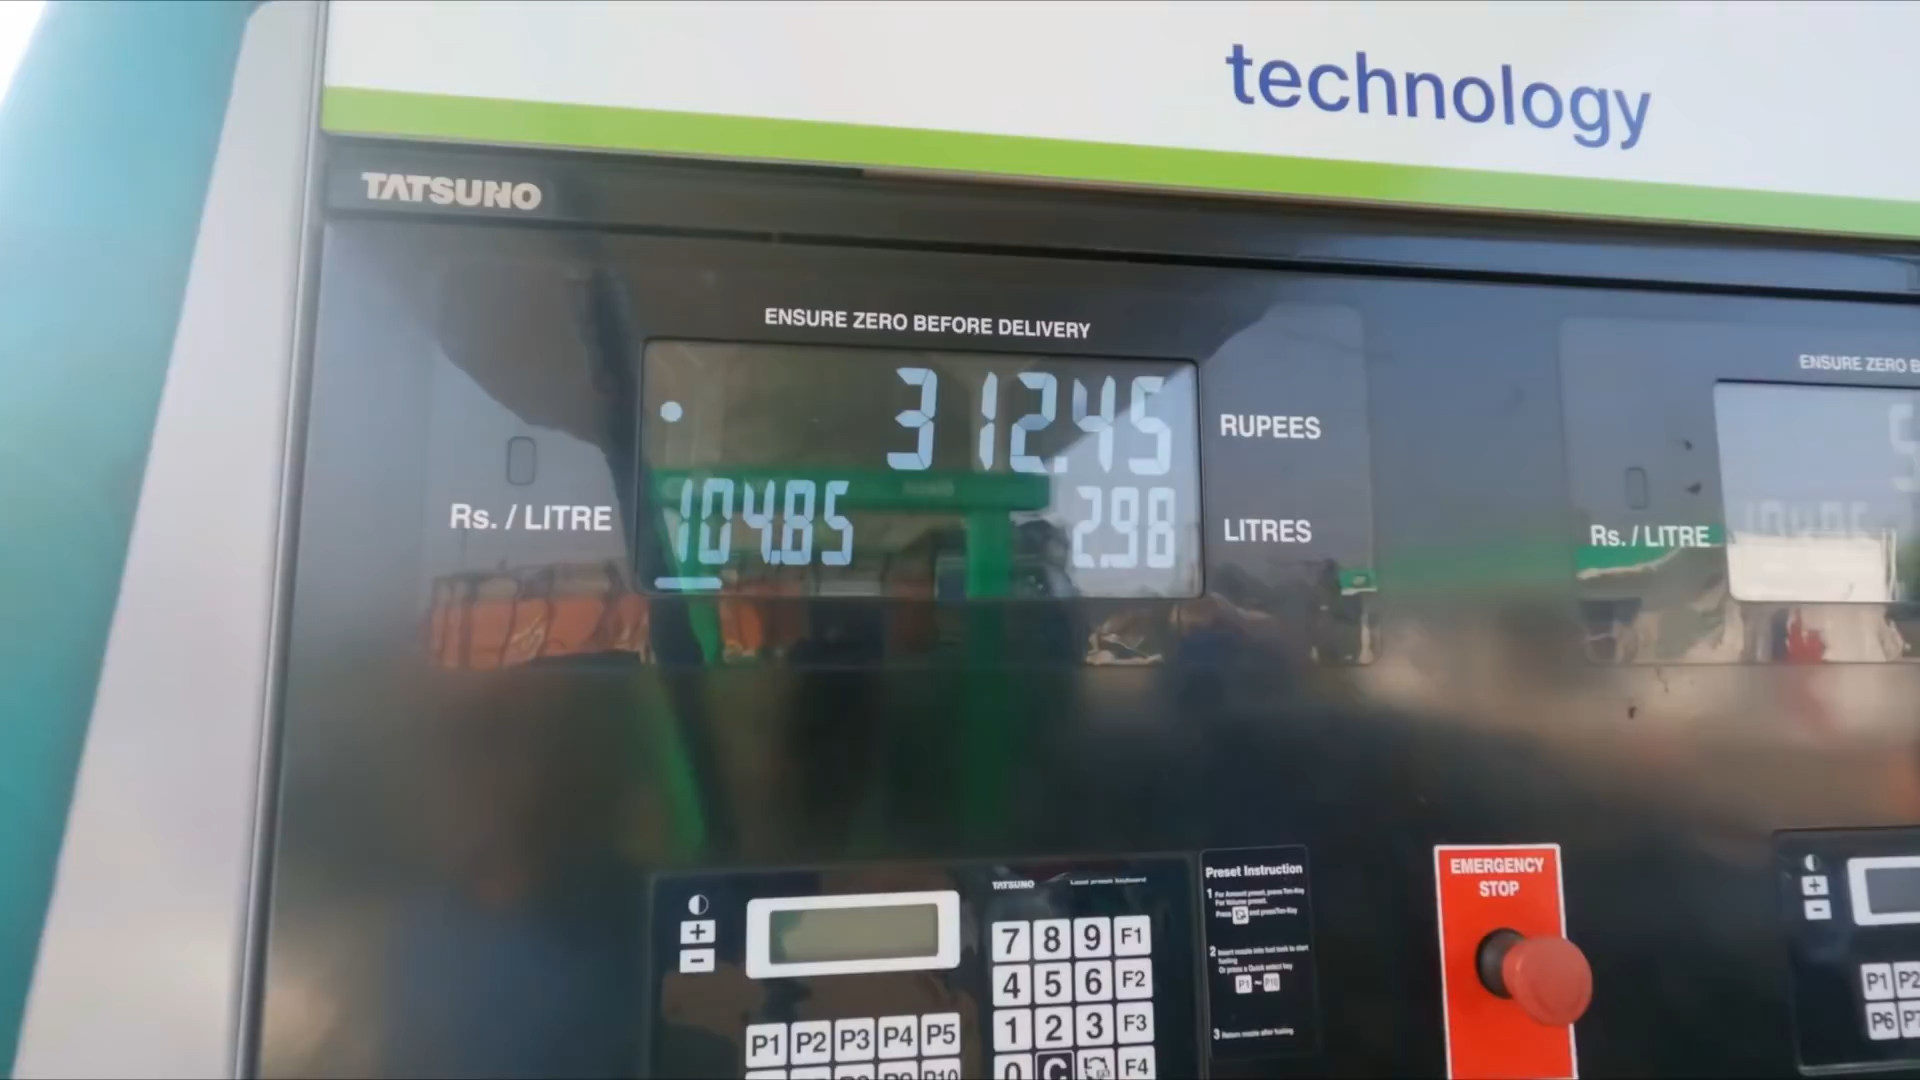 technology
TATSUNO
ENSURE ZERO BEFORE DELIVERY
312.45 RUPEES
Rs. / LITRE 104.85 2.98 LITRES
ENSURE ZERO B
5
Rs. / LITRE
TATSUNO
7 8 9 F1
4 5 6 F2
1 2 3 F3
0 C F4
+
-
P1 P2 P3 P4 P5
P10
Preset Instruction
1 For Amount preset, press Ten-Key
For Volume preset,
Press and press Ten-Key
2 Insert nozzle into fuel tank to start
fueling
Or press a Quick select key
P1 ~ P10
3 Return nozzle after fueling
EMERGENCY
STOP
+
-
P1 P2
P6 P7